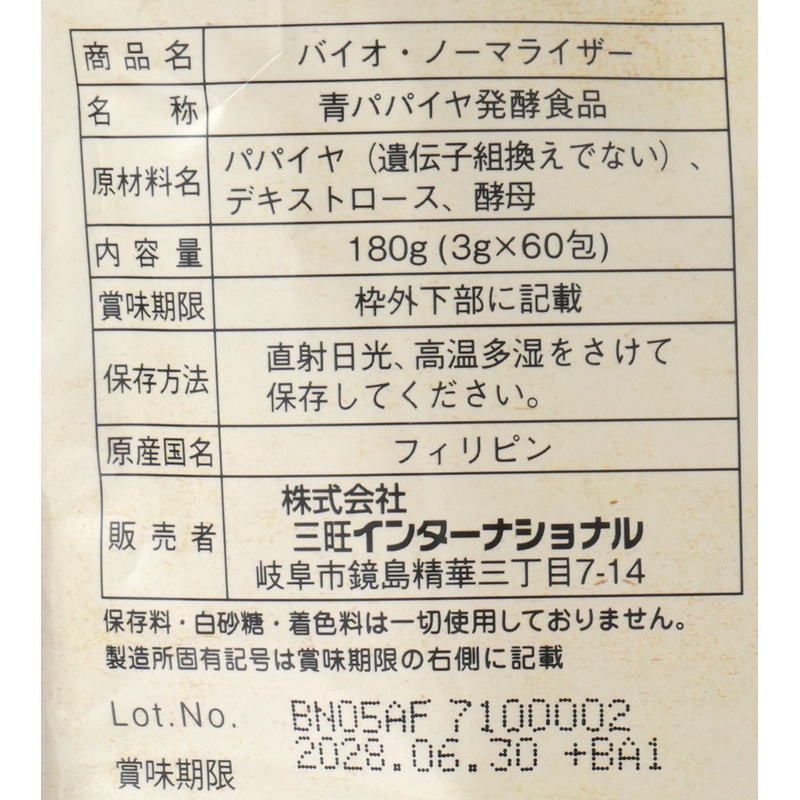 商品名 バイオ・ノーマライザー
名称 青パパイヤ発酵食品
原材料名 パパイヤ（遺伝子組換えでない）、
デキストロース、酵母
内容量 180g (3g×60包)
賞味期限 枠外下部に記載
保存方法 直射日光、高温多湿をさけて
保存してください。
原産国名 フィリピン
販売者 株式会社
三旺インターナショナル
岐阜市鏡島精華三丁目7-14
保存料・白砂糖・着色料は一切使用しておりません。
製造所固有記号は賞味期限の右側に記載
Lot.No. BN05AF 7100002
賞味期限 2028.06.30 +BA1